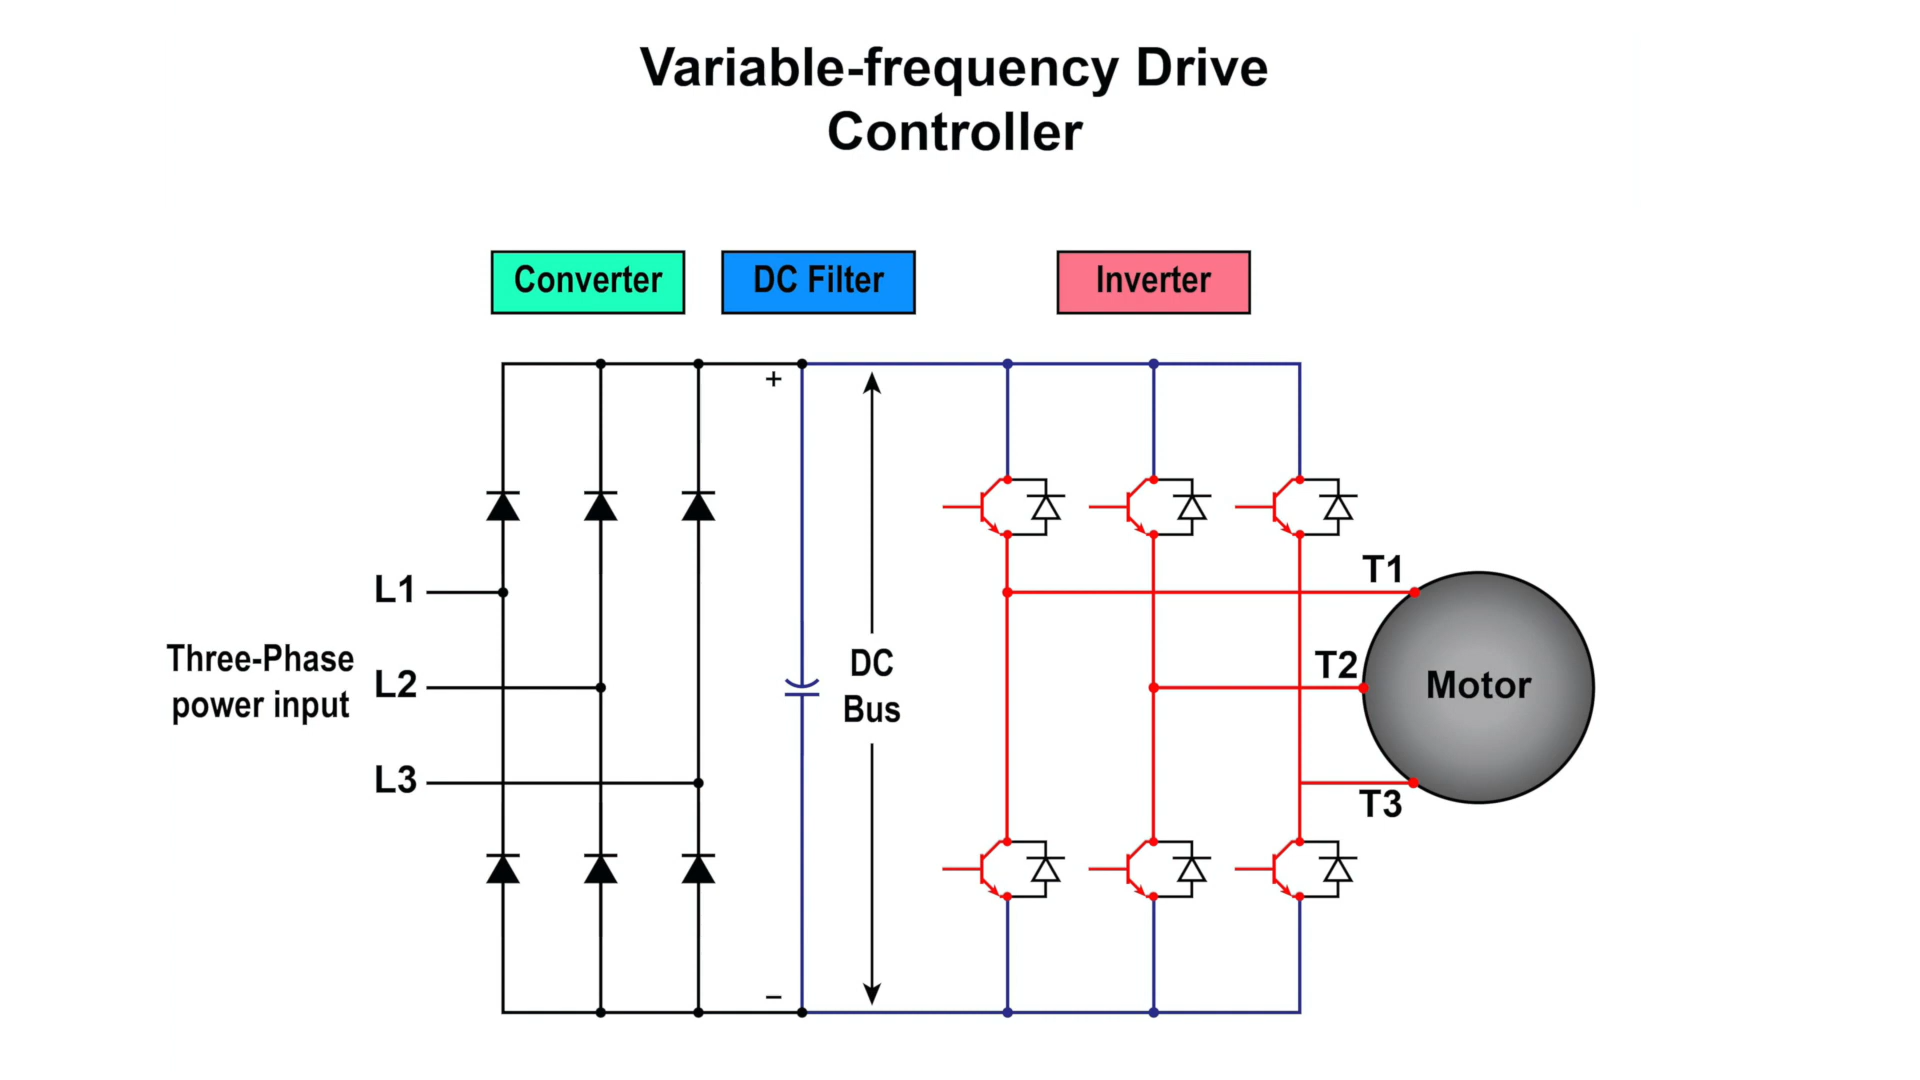 Variable-frequency Drive
Controller
Converter
DC Filter
Inverter
+
T1
L1
Three-Phase
power input
L2
DC
Bus
T2
Motor
L3
T3
−